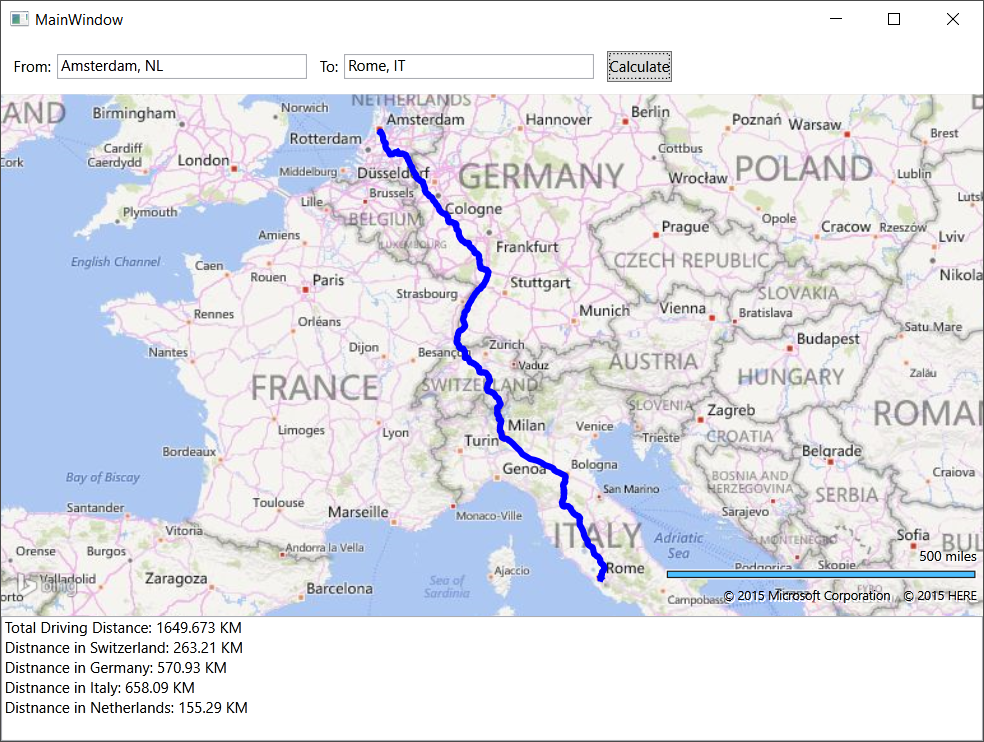 MainWindow
From: Amsterdam, NL To: Rome, IT Calculate
NETHERLANDS
Norwich
AND Birmingham Amsterdam Hannover Berlin Poznań Warsaw
Rotterdam Brest
Cardiff Cottbus
Cork Caerdydd London GERMANY POLAND
Middelburg Düsseldorf Wrocław Lublin
Brussels
Lille
Plymouth BELGIUM Cologne Opole Lutsk
Amiens Prague Cracow Rzeszów
LUXEMBOURG Frankfurt Lviv
English Channel Caen CZECH REPUBLIC
Rouen Paris Stuttgart Nikola
Strasbourg SLOVAKIA
Rennes Munich Vienna Bratislava
Orléans Satu Mare
Nantes Dijon Besançon Zurich Budapest
Vaduz AUSTRIA Zalău
FRANCE SWITZERLAND HUNGARY
SLOVENIA Zagreb ROMAN
Limoges Lyon Milan Venice
Turin Trieste CROATIA
Bordeaux Genoa Bologna Belgrade
Bay of Biscay BOSNIA AND Craiova
HERZEGOVINA
San Marino SERBIA
Santander Toulouse Marseille Monaco-Ville Sarajevo
Vitoria ITALY Adriatic
Sea MONTENEGRO Sofia BUL
Orense Burgos Andorra la Vella 500 miles
Podgorica Skopje
Valladolid bing Zaragoza Ajaccio Rome
Sea of
Sardinia
orto Barcelona FYRO
Campobasso © 2015 Microsoft Corporation © 2015 HERE
Total Driving Distance: 1649.673 KM
Distnance in Switzerland: 263.21 KM
Distnance in Germany: 570.93 KM
Distnance in Italy: 658.09 KM
Distnance in Netherlands: 155.29 KM